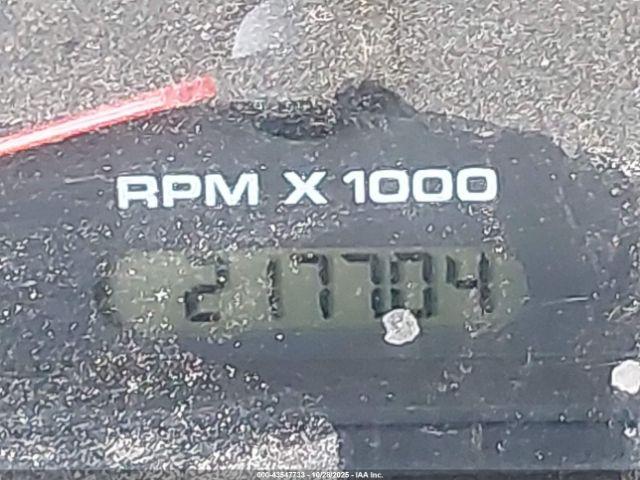 RPM X 1000
217704
000-43547733 - 10/28/2025 - IAA Inc.